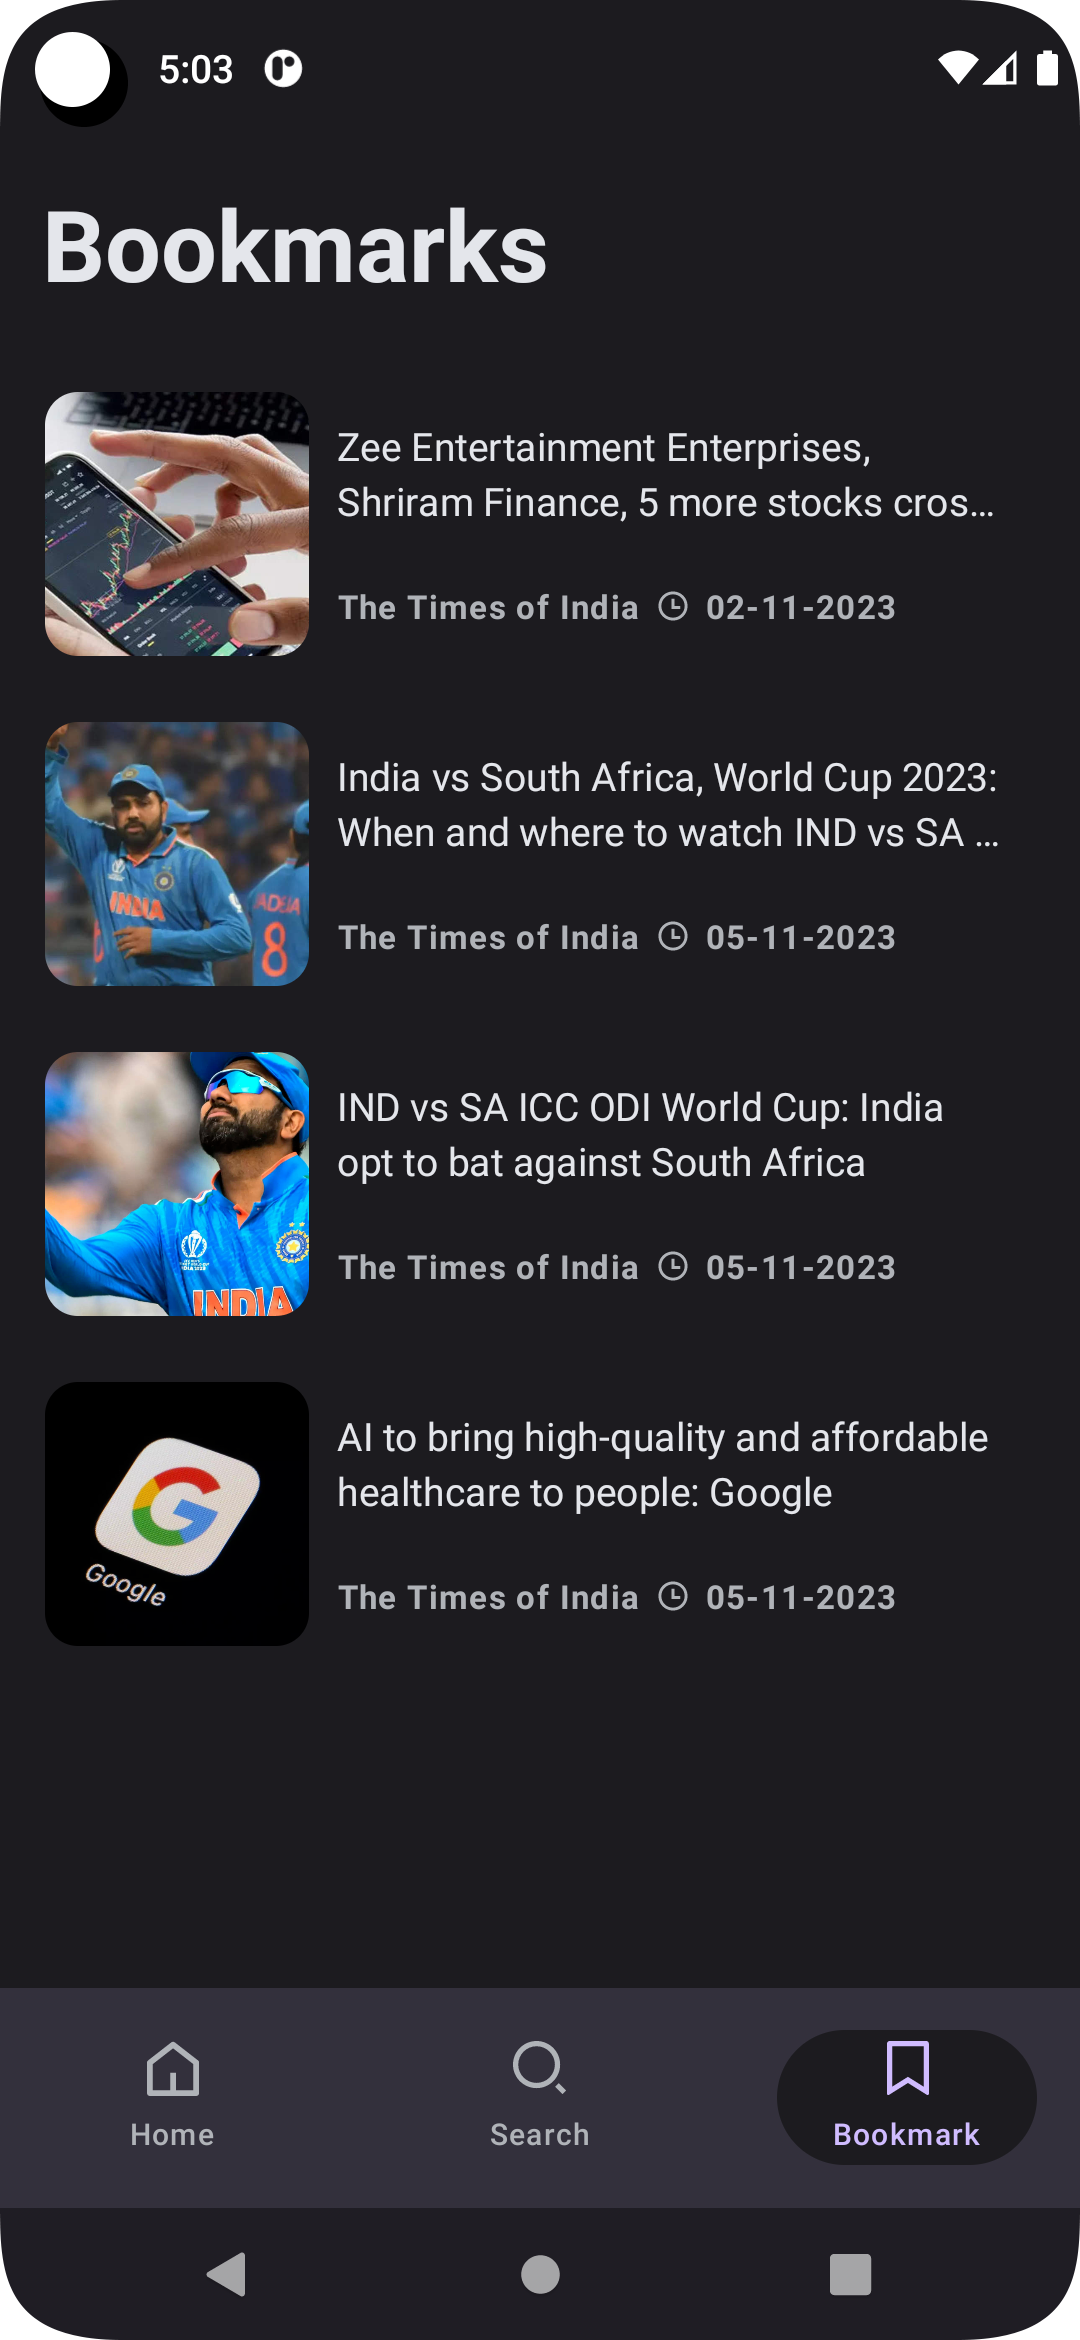 5:03
Bookmarks
Zee Entertainment Enterprises,
Shriram Finance, 5 more stocks cros...
The Times of India 02-11-2023
India vs South Africa, World Cup 2023:
When and where to watch IND vs SA ...
The Times of India 05-11-2023
INDIA
JADEJA
8
IND vs SA ICC ODI World Cup: India
opt to bat against South Africa
The Times of India 05-11-2023
INDIA
AI to bring high-quality and affordable
healthcare to people: Google
The Times of India 05-11-2023
G
Google
Home
Search
Bookmark